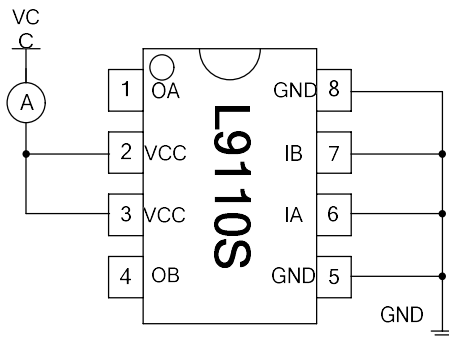 VC
C
A
1 OA
2 VCC
3 VCC
4 OB
L9110S
GND 8
IB 7
IA 6
GND 5
GND